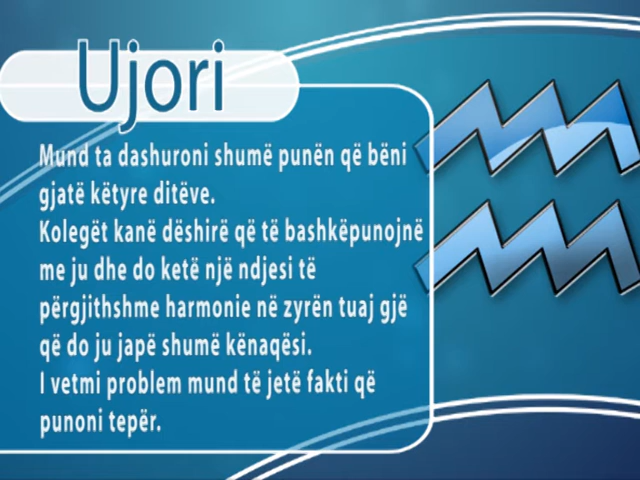 Ujori
Mund ta dashuroni shumë punën që bëni
gjatë këtyre ditëve.
Kolegët kanë dëshirë që të bashkëpunojnë
me ju dhe do ketë një ndjesi të
përgjithshme harmonie në zyrën tuaj gjë
që do ju japë shumë kënaqësi.
I vetmi problem mund të jetë fakti që
punoni tepër.